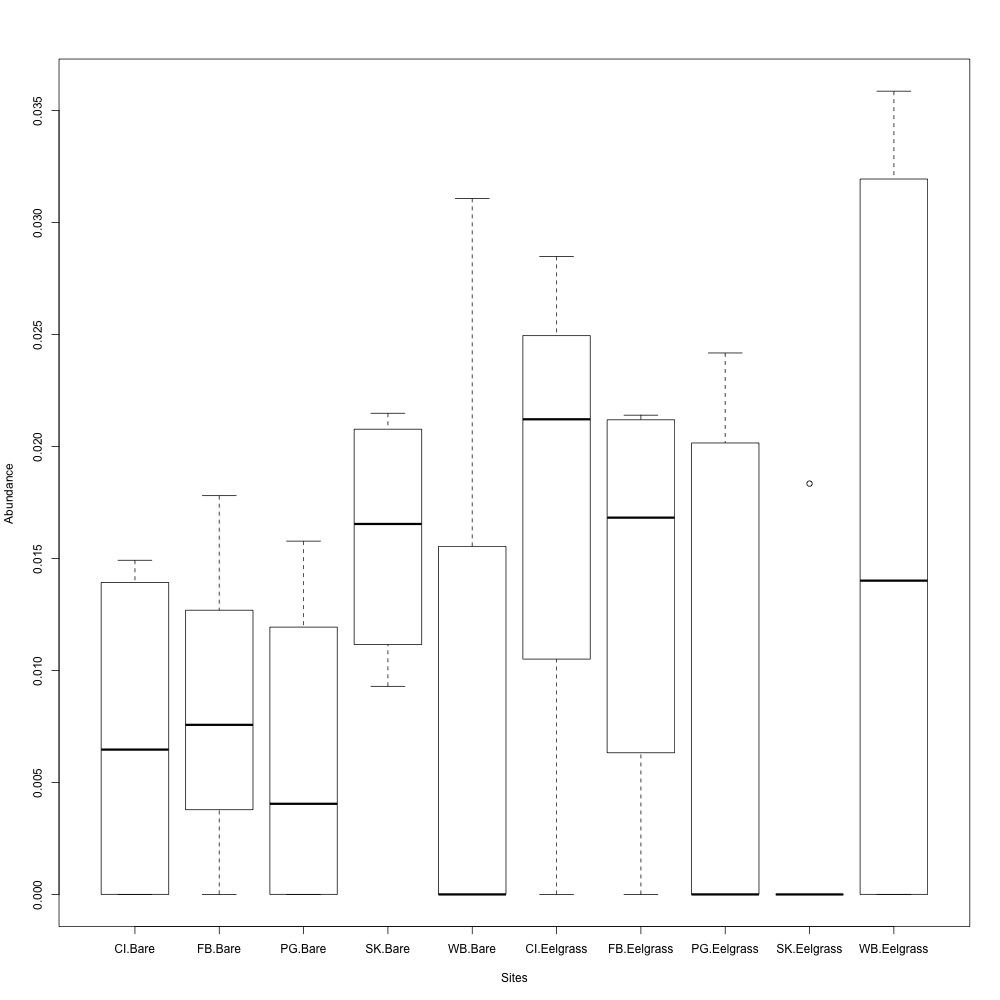 Abundance
0.035
0.030
0.025
0.020
0.015
0.010
0.005
0.000
CI.Bare FB.Bare PG.Bare SK.Bare WB.Bare CI.Eelgrass FB.Eelgrass PG.Eelgrass SK.Eelgrass WB.Eelgrass
Sites